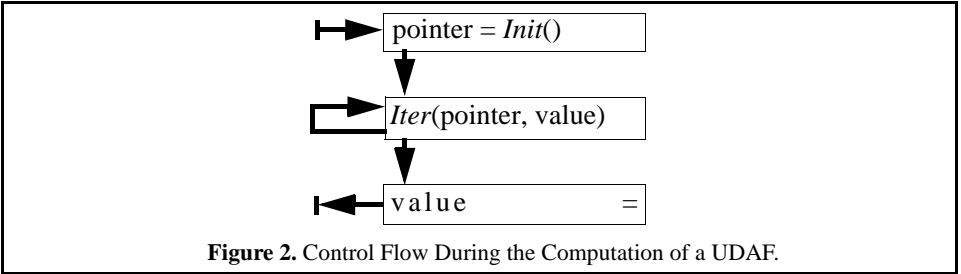 pointer = Init()
Iter(pointer, value)
value =
Figure 2. Control Flow During the Computation of a UDAF.